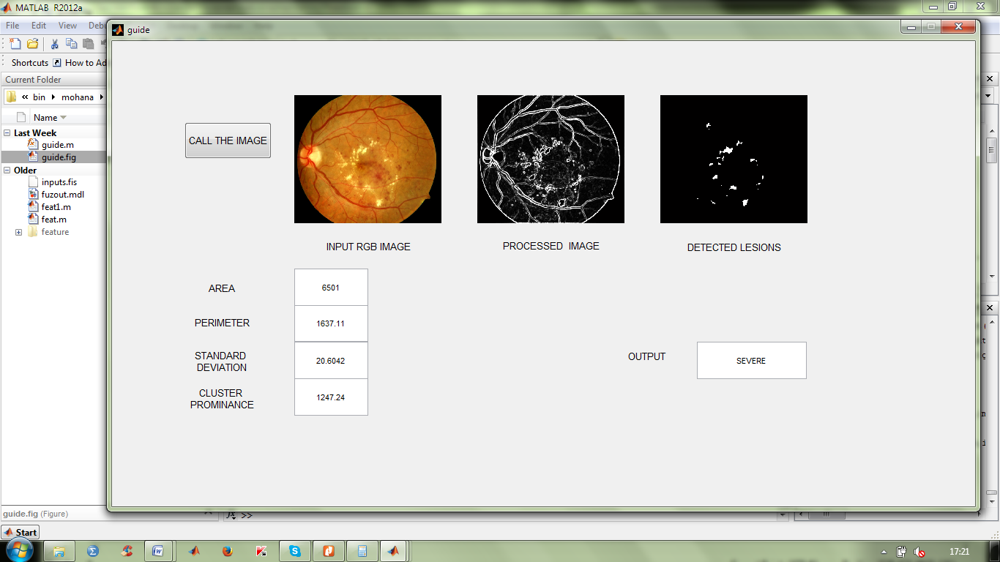 MATLAB R2012a
File Edit View Deb
guide
Shortcuts How to Ad
Current Folder
« bin mohana
Name
Last Week
guide.m
guide.fig
Older
inputs.fis
fuzout.mdl
feat1.m
feat.m
feature
CALL THE IMAGE
INPUT RGB IMAGE
PROCESSED IMAGE
DETECTED LESIONS
AREA
6501
PERIMETER
1637.11
STANDARD
DEVIATION
20.6042
CLUSTER
PROMINANCE
1247.24
OUTPUT
SEVERE
guide.fig (Figure)
fx >>
Start
17:21